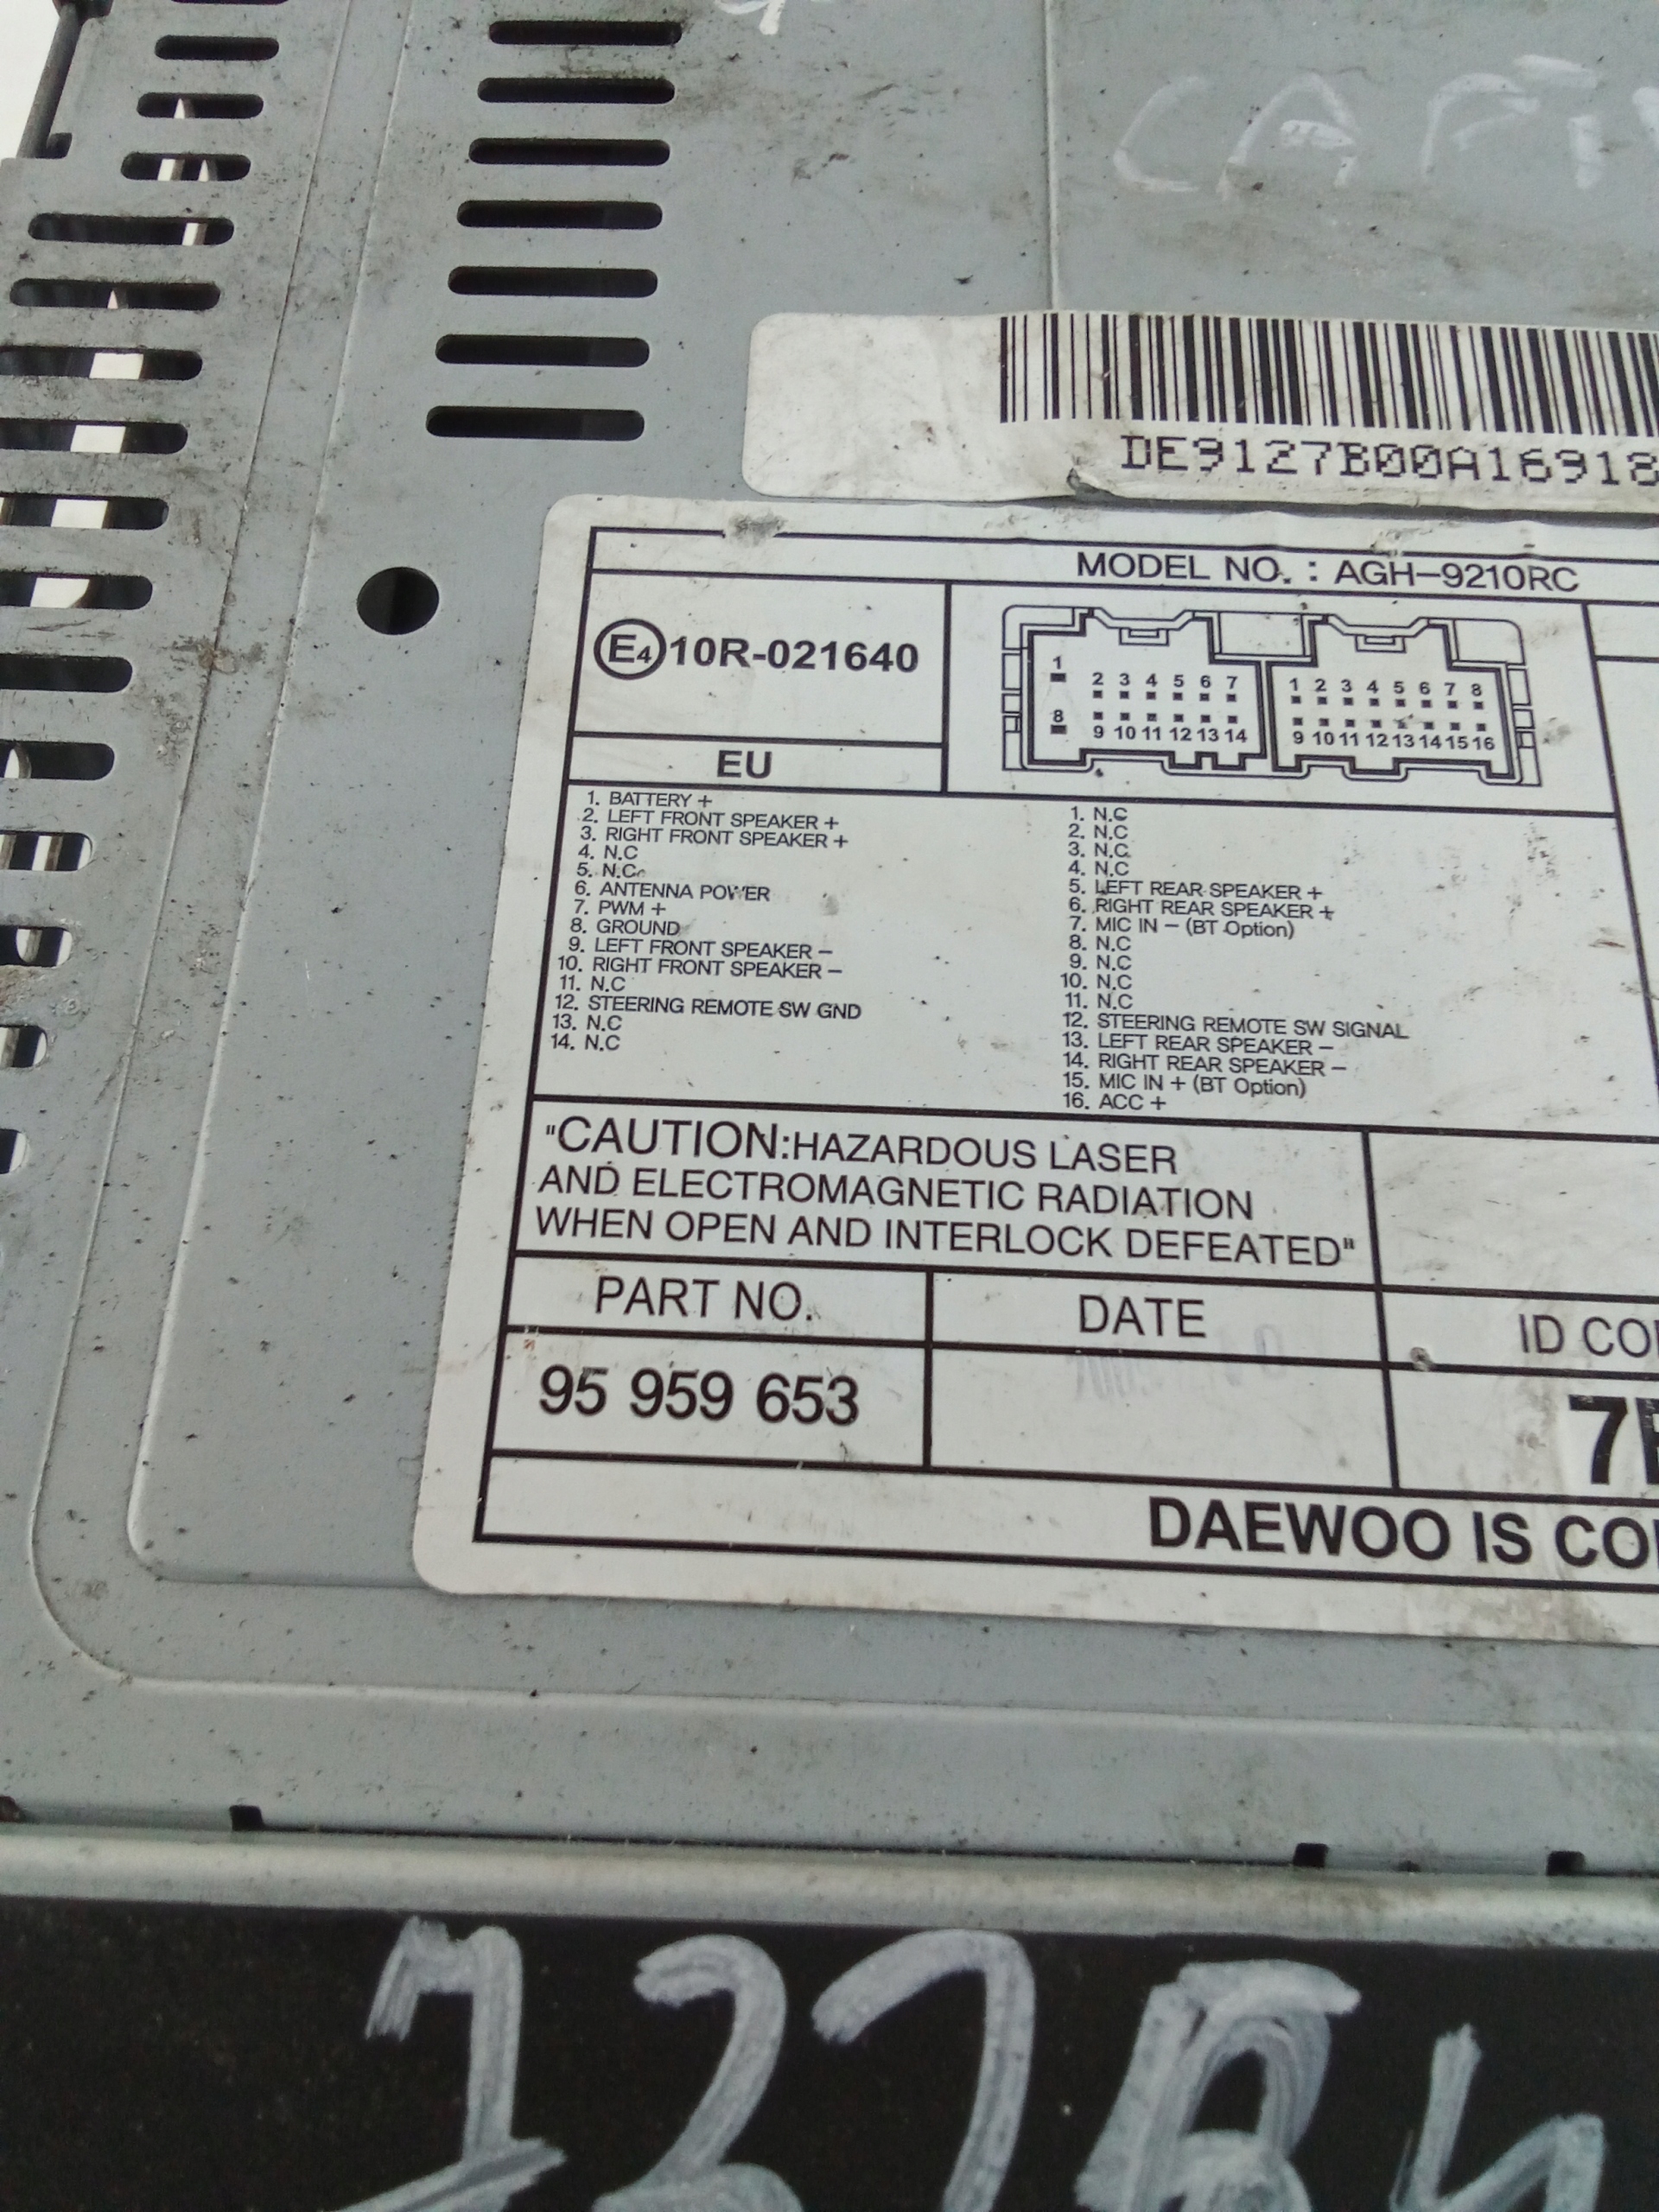 CAPTI
DE9127B00A16918
MODEL NO. : AGH-9210RC
E4 10R-021640
EU
1 2 3 4 5 6 7
8 9 10 11 12 13 14
1 2 3 4 5 6 7 8
9 10 11 12 13 14 15 16
1. BATTERY +
2. LEFT FRONT SPEAKER +
3. RIGHT FRONT SPEAKER +
4. N.C
5. N.C
6. ANTENNA POWER
7. PWM +
8. GROUND
9. LEFT FRONT SPEAKER -
10. RIGHT FRONT SPEAKER -
11. N.C
12. STEERING REMOTE SW GND
13. N.C
14. N.C
1. N.C
2. N.C
3. N.C
4. N.C
5. LEFT REAR SPEAKER +
6. RIGHT REAR SPEAKER +
7. MIC IN - (BT Option)
8. N.C
9. N.C
10. N.C
11. N.C
12. STEERING REMOTE SW SIGNAL
13. LEFT REAR SPEAKER -
14. RIGHT REAR SPEAKER -
15. MIC IN + (BT Option)
16. ACC +
"CAUTION:HAZARDOUS LASER
AND ELECTROMAGNETIC RADIATION
WHEN OPEN AND INTERLOCK DEFEATED"
PART NO.
DATE
ID CO
95 959 653
7
DAEWOO IS CO